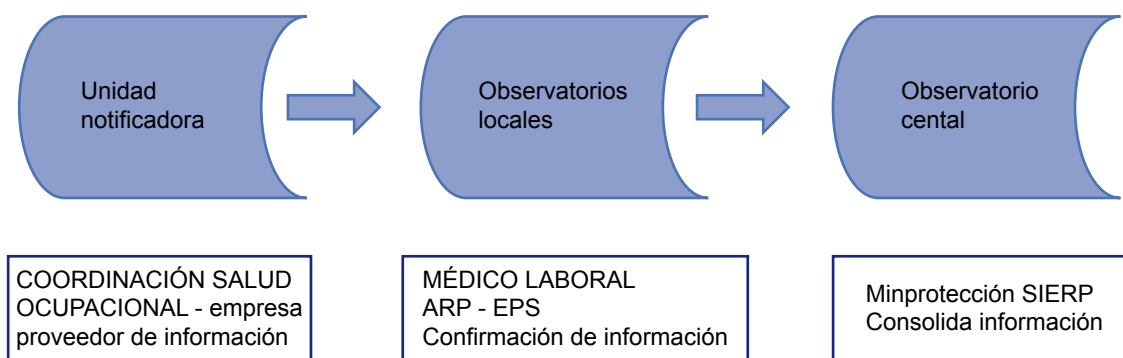 Unidad
notificadora
Observatorios
locales
Observatorio
cental
COORDINACIÓN SALUD
OCUPACIONAL - empresa
proveedor de información
MÉDICO LABORAL
ARP - EPS
Confirmación de información
Minprotección SIERP
Consolida información